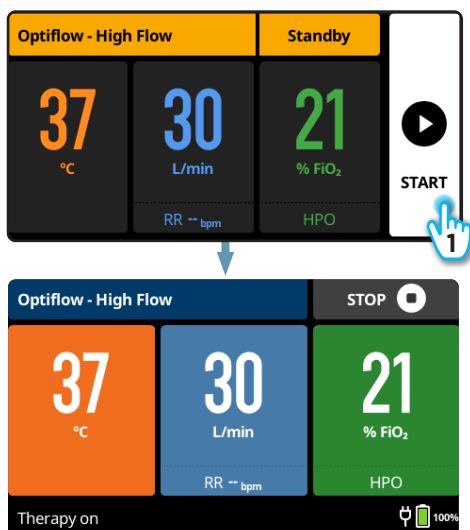 Optiflow - High Flow Standby
37 30 21
°C L/min % FiO₂
START
RR -- bpm HPO
1
Optiflow - High Flow STOP
37 30 21
°C L/min % FiO₂
RR -- bpm HPO
Therapy on 100%